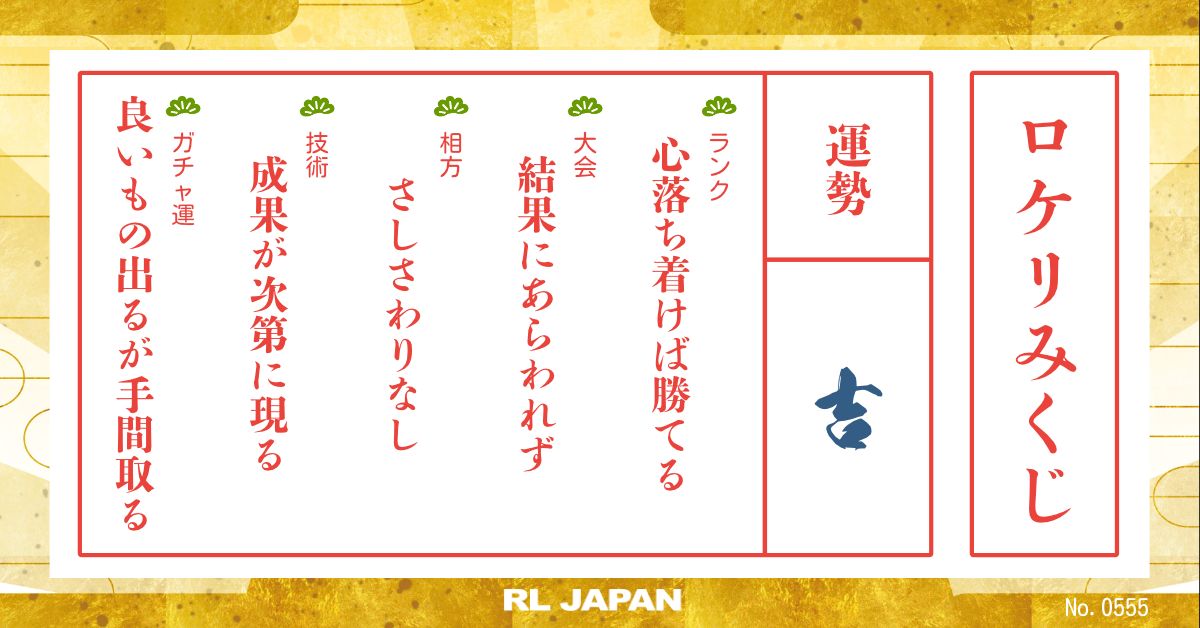 ロケリみくじ
運勢
吉
ランク
心落ち着けば勝てる
大会
結果にあらわれず
相方
さしさわりなし
技術
成果が次第に現る
ガチャ運
良いもの出るが手間取る
RL JAPAN
No. 0555